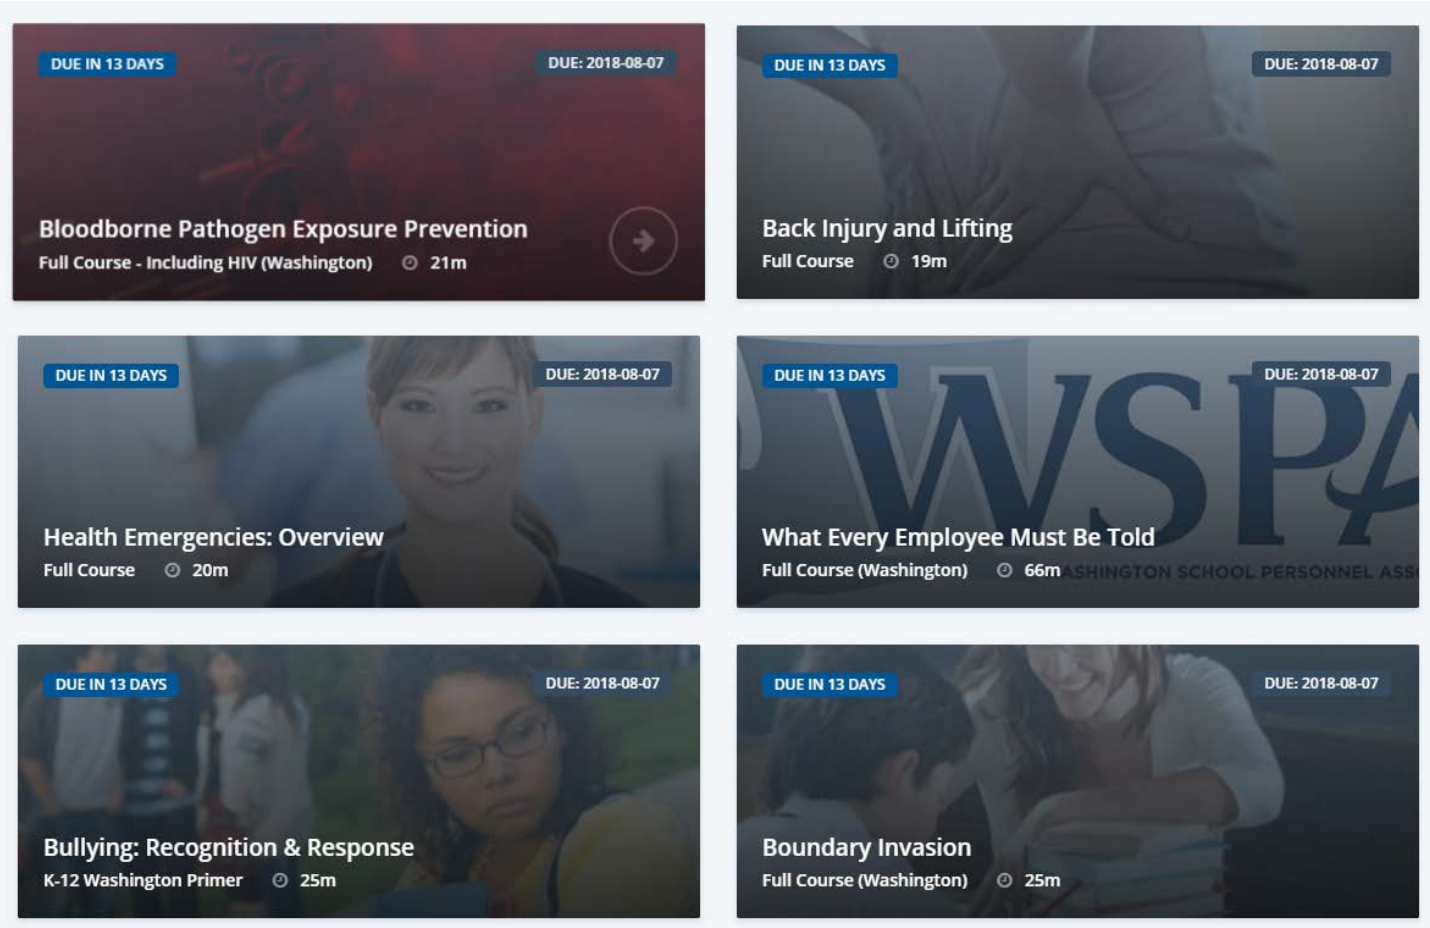 DUE IN 13 DAYS
DUE: 2018-08-07
Bloodborne Pathogen Exposure Prevention
Full Course - Including HIV (Washington) 21m
DUE IN 13 DAYS
DUE: 2018-08-07
Back Injury and Lifting
Full Course 19m
DUE IN 13 DAYS
DUE: 2018-08-07
Health Emergencies: Overview
Full Course 20m
DUE IN 13 DAYS
DUE: 2018-08-07
WSPA
What Every Employee Must Be Told
Full Course (Washington) 66m
ASHINGTON SCHOOL PERSONNEL ASSO
DUE IN 13 DAYS
DUE: 2018-08-07
Bullying: Recognition & Response
K-12 Washington Primer 25m
DUE IN 13 DAYS
DUE: 2018-08-07
Boundary Invasion
Full Course (Washington) 25m